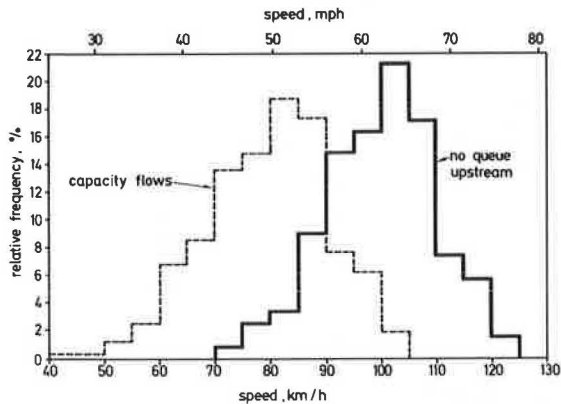 speed, mph
30 40 50 60 70 80
22
20
18
16
14
12
10
8
6
4
2
0
relative frequency, %
capacity flows
no queue
upstream
40 50 60 70 80 90 100 110 120 130
speed, km/h